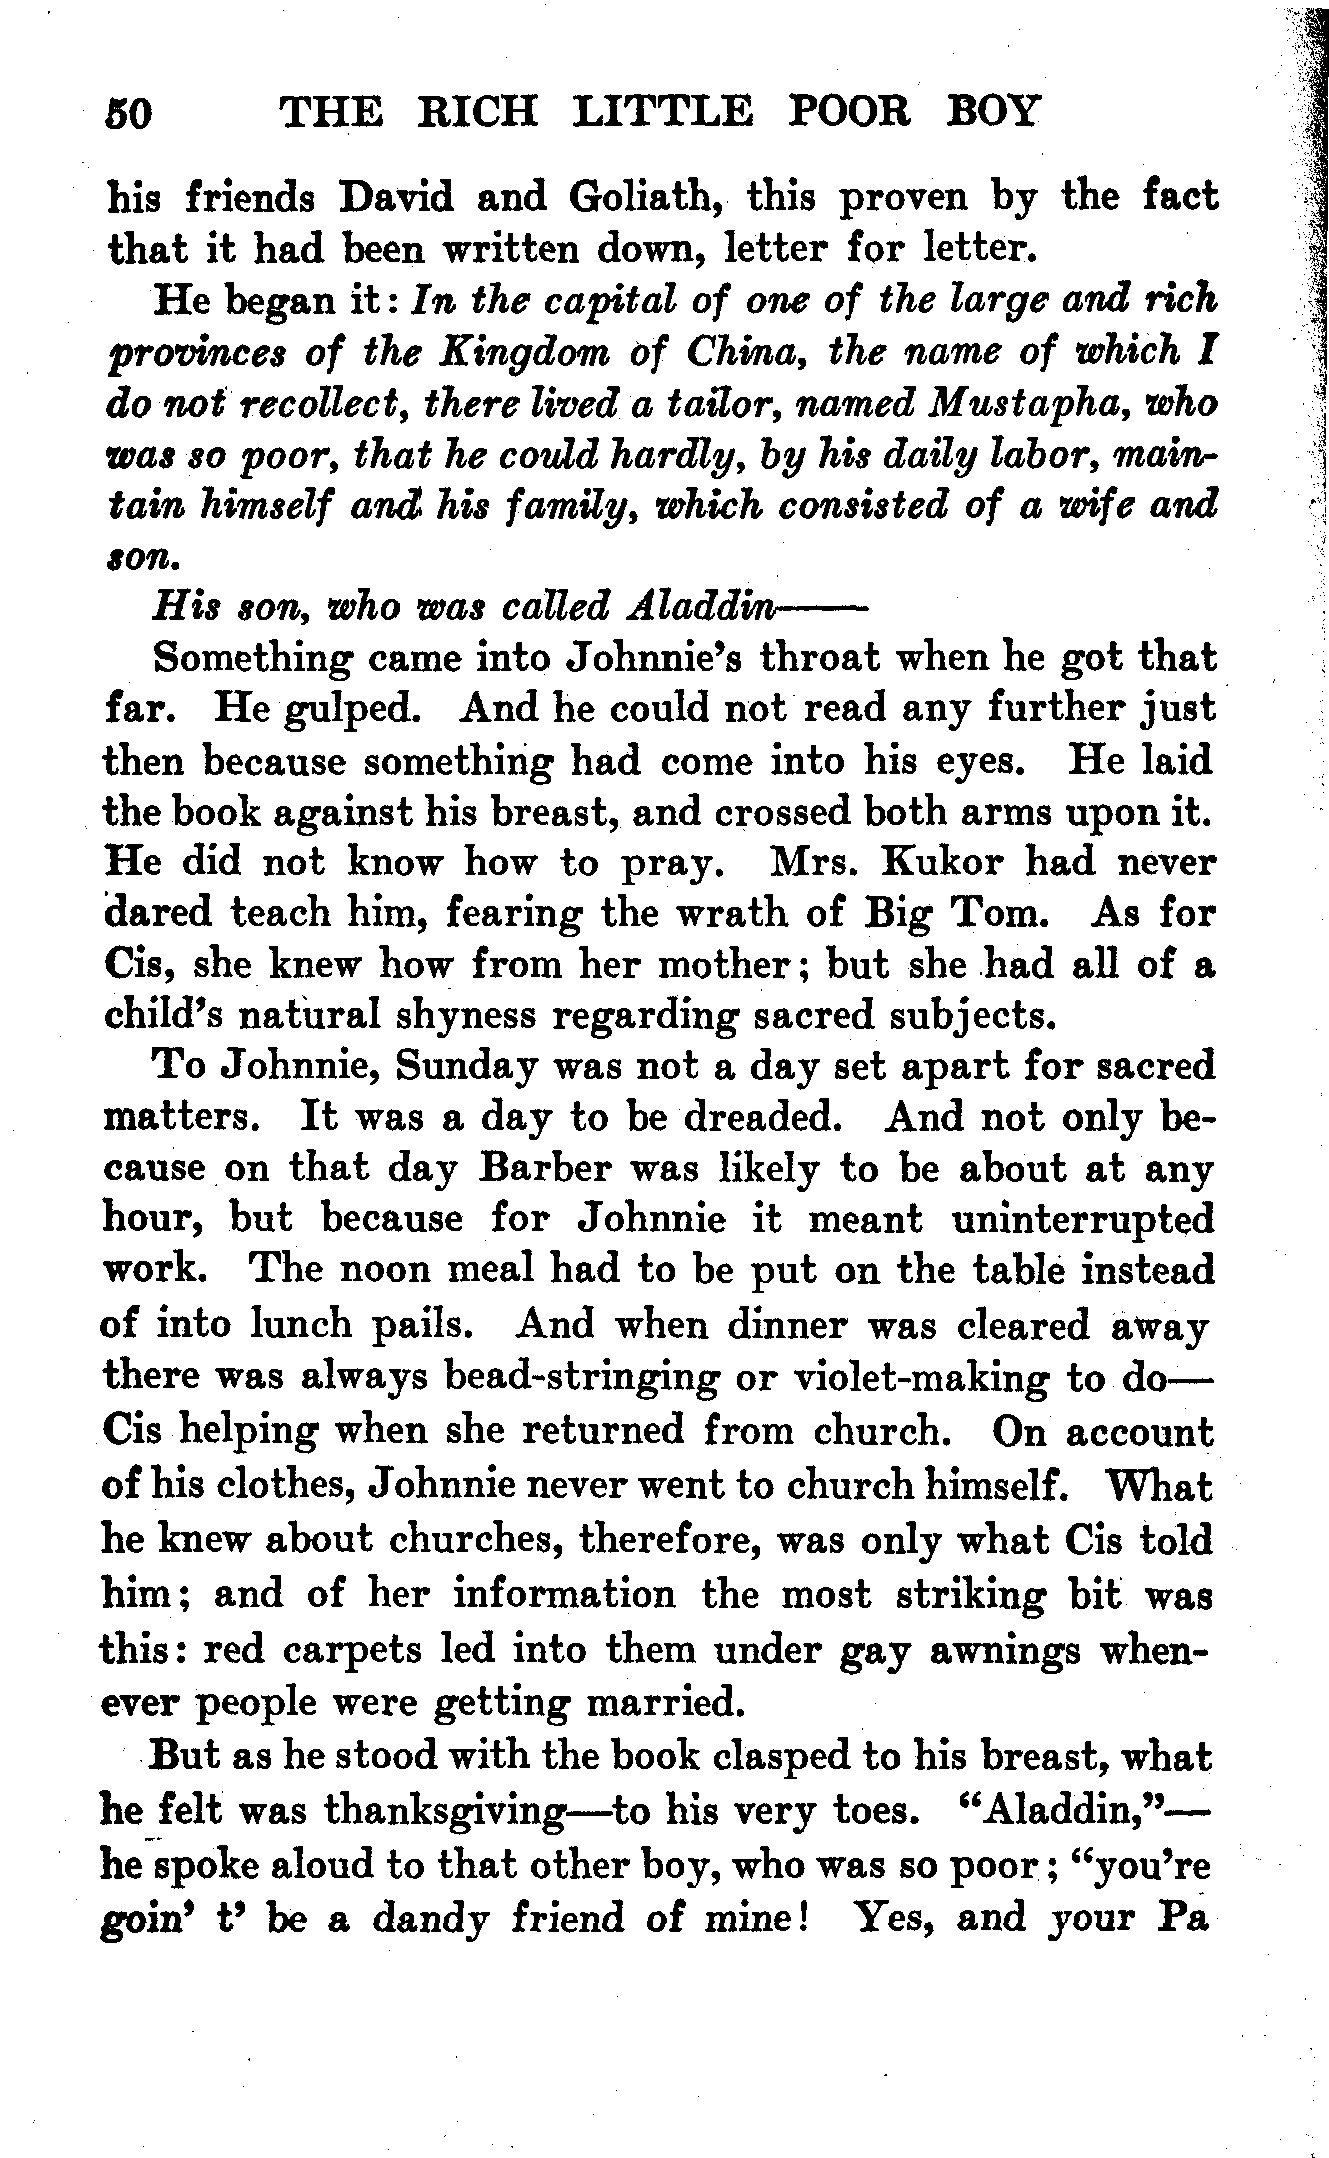 50 THE RICH LITTLE POOR BOY
his friends David and Goliath, this proven by the fact
that it had been written down, letter for letter.
He began it: In the capital of one of the large and rich
provinces of the Kingdom of China, the name of which I
do not recollect, there lived a tailor, named Mustapha, who
was so poor, that he could hardly, by his daily labor, main-
tain himself and his family, which consisted of a wife and
son.
His son, who was called Aladdin——
Something came into Johnnie's throat when he got that
far. He gulped. And he could not read any further just
then because something had come into his eyes. He laid
the book against his breast, and crossed both arms upon it.
He did not know how to pray. Mrs. Kukor had never
dared teach him, fearing the wrath of Big Tom. As for
Cis, she knew how from her mother; but she had all of a
child's natural shyness regarding sacred subjects.
To Johnnie, Sunday was not a day set apart for sacred
matters. It was a day to be dreaded. And not only be-
cause on that day Barber was likely to be about at any
hour, but because for Johnnie it meant uninterrupted
work. The noon meal had to be put on the table instead
of into lunch pails. And when dinner was cleared away
there was always bead-stringing or violet-making to do—
Cis helping when she returned from church. On account
of his clothes, Johnnie never went to church himself. What
he knew about churches, therefore, was only what Cis told
him; and of her information the most striking bit was
this: red carpets led into them under gay awnings when-
ever people were getting married.
But as he stood with the book clasped to his breast, what
he felt was thanksgiving—to his very toes. "Aladdin,"—
he spoke aloud to that other boy, who was so poor; "you're
goin' t' be a dandy friend of mine! Yes, and your Pa